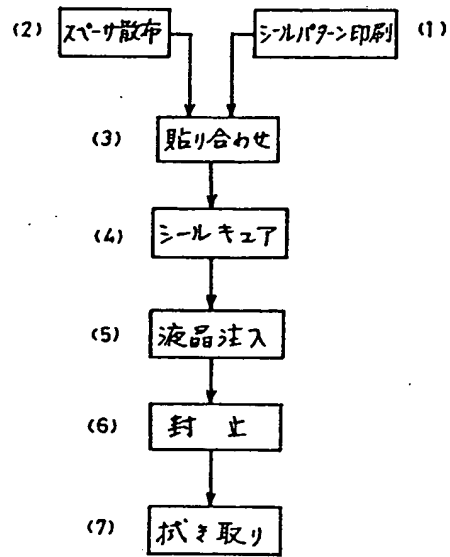 (2) スペーサ散布 シールパターン印刷 (1)
(3) 貼り合わせ
(4) シールキュア
(5) 液晶注入
(6) 封止
(7) 拭き取り